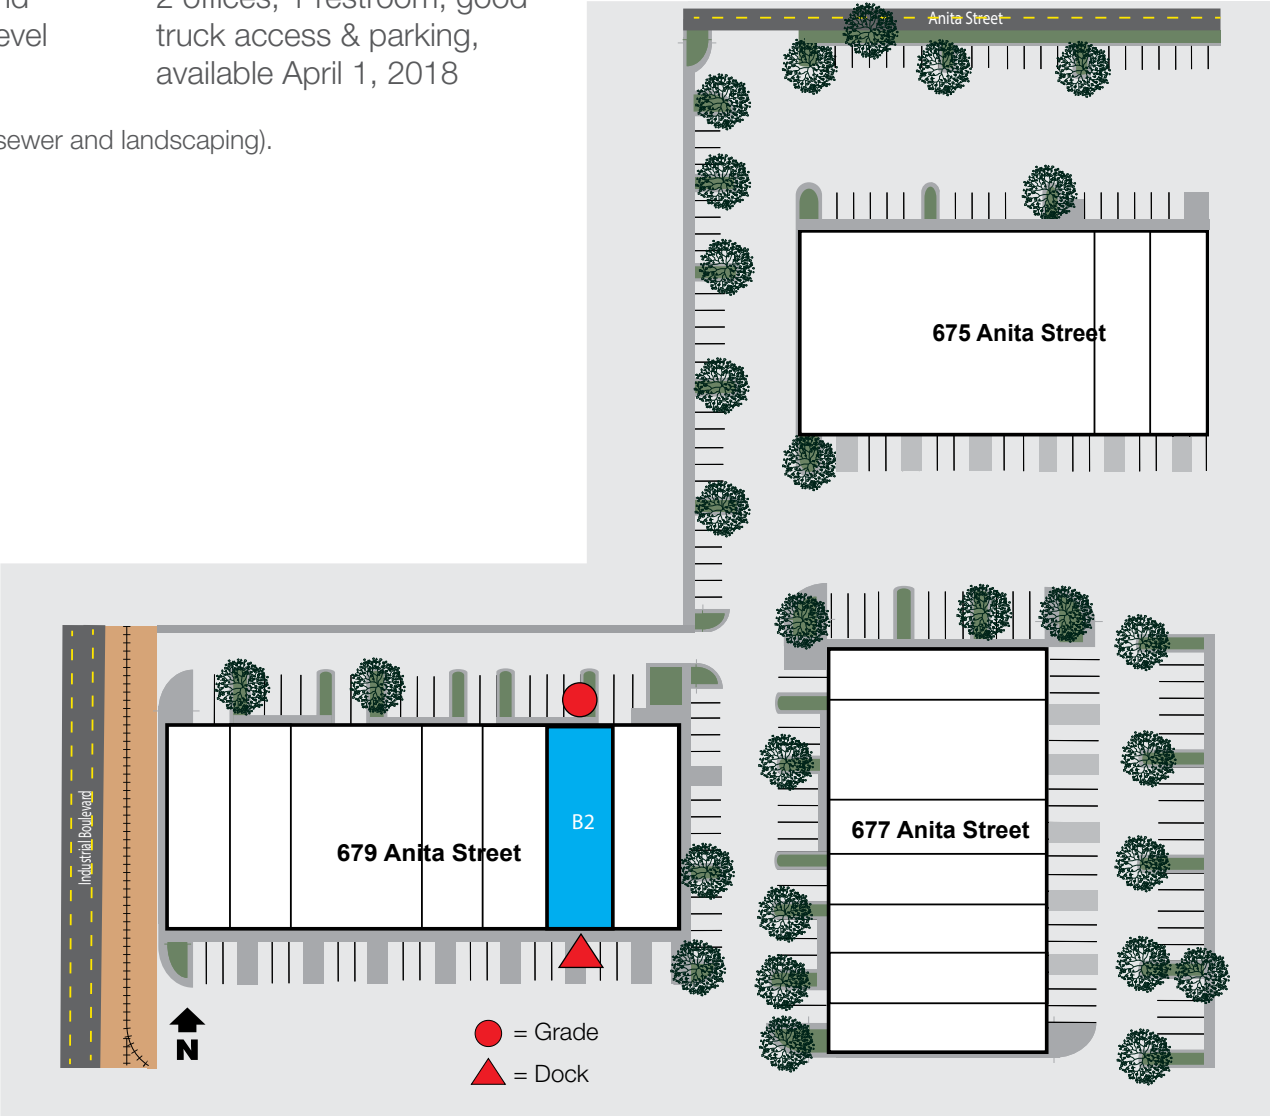 2 offices, 1 restroom, good
evel truck access & parking,
available April 1, 2018
sewer and landscaping).
Anita Street
675 Anita Street
677 Anita Street
B2
679 Anita Street
Industrial Boulevard
N
= Grade
= Dock